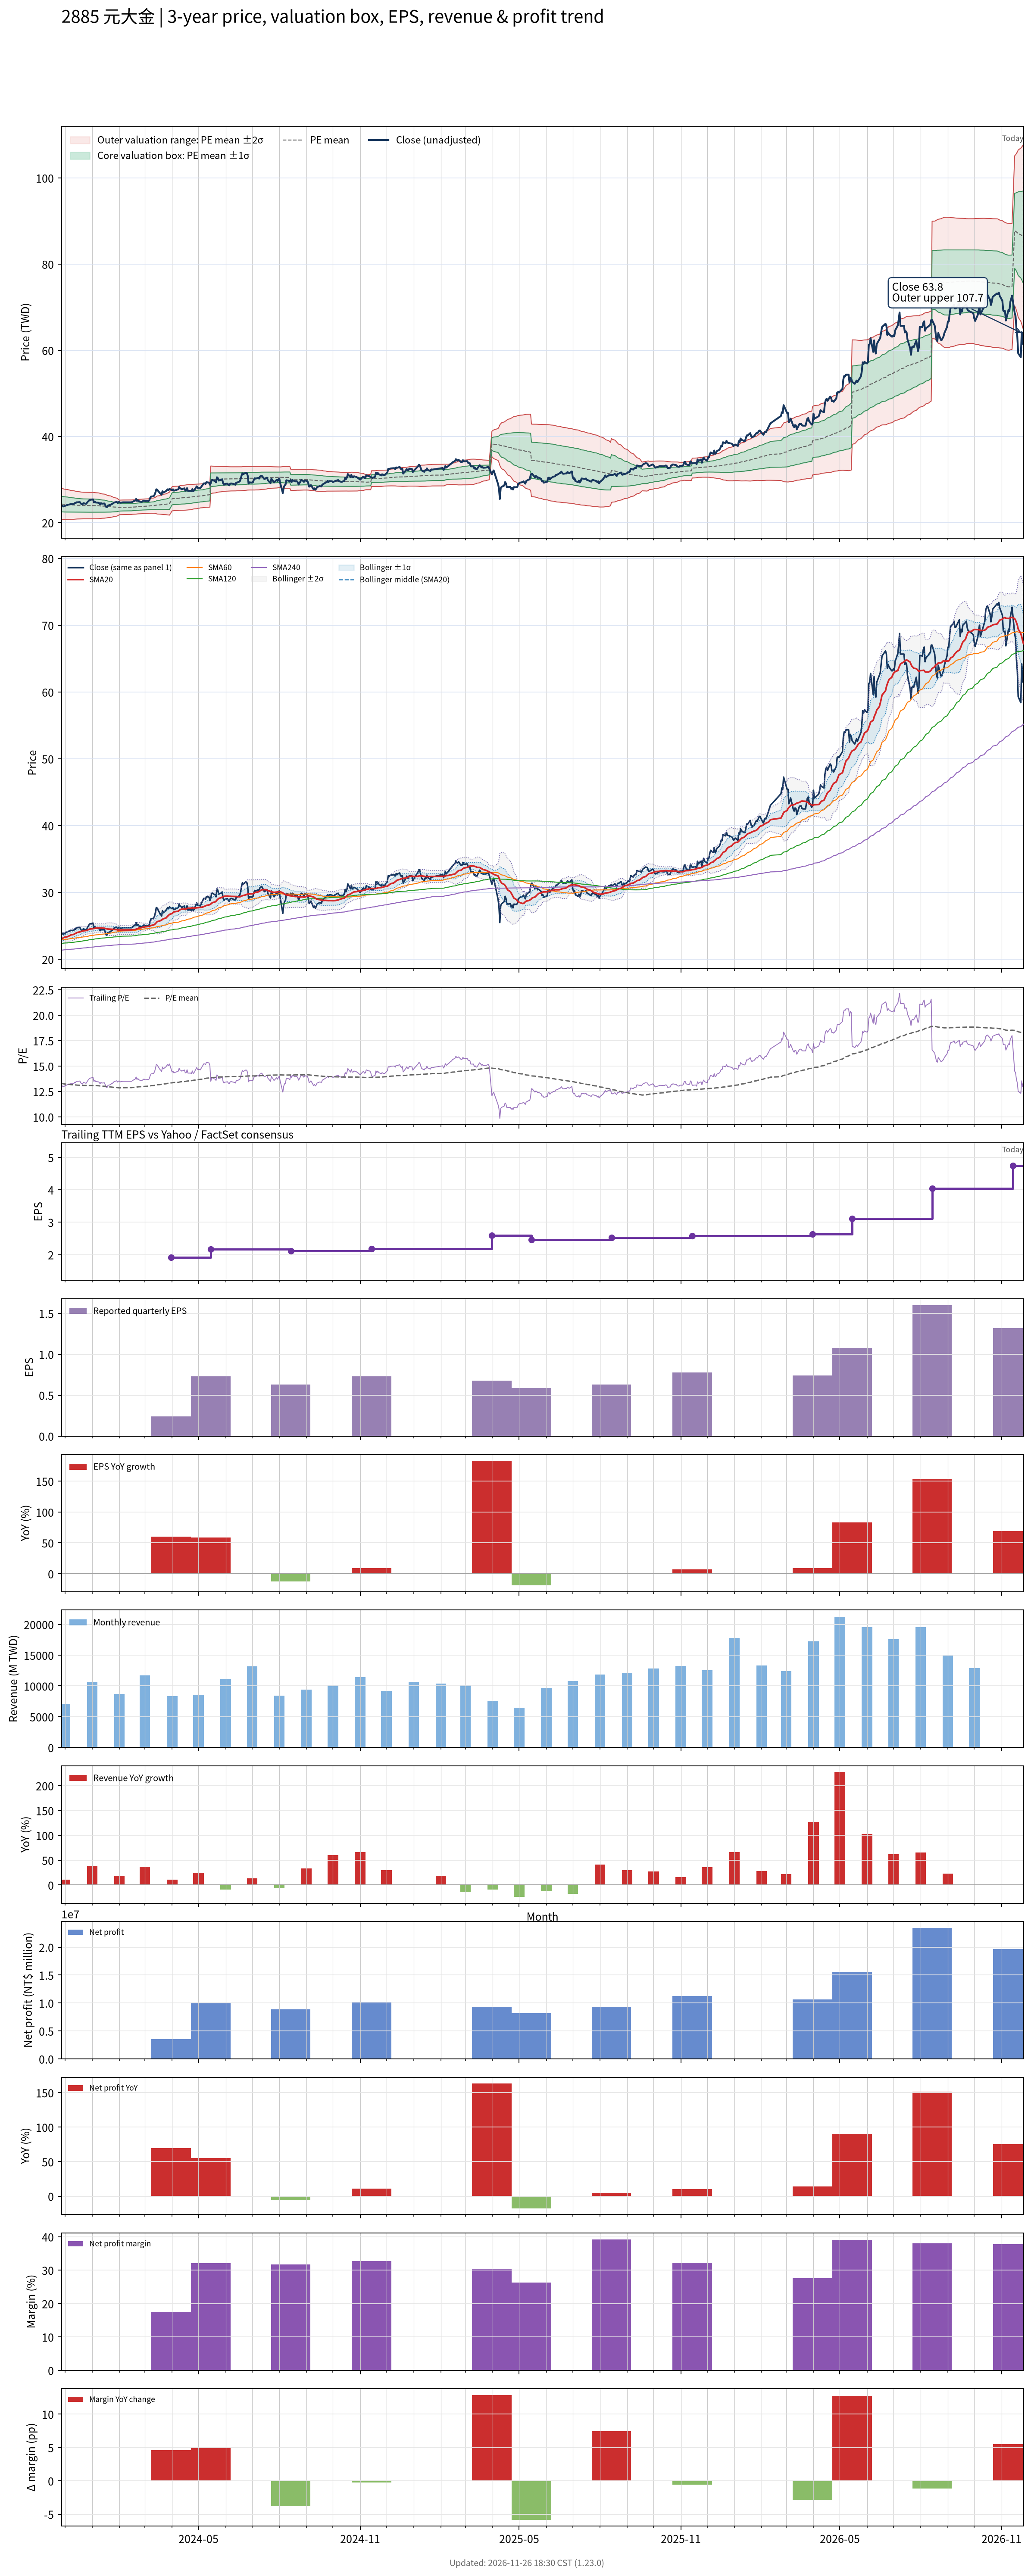 2885 元大金 | 3-year price, valuation box, EPS, revenue & profit trend
Outer valuation range: PE mean ±2σ
Core valuation box: PE mean ±1σ
PE mean
Close (unadjusted)
Today
Close 63.8
Outer upper 107.7
Price (TWD)
100
80
60
40
20
Close (same as panel 1)
SMA20
SMA60
SMA120
SMA240
Bollinger ±2σ
Bollinger ±1σ
Bollinger middle (SMA20)
Price
80
70
60
50
40
30
20
Trailing P/E
P/E mean
P/E
22.5
20.0
17.5
15.0
12.5
10.0
Trailing TTM EPS vs Yahoo / FactSet consensus
Today
EPS
5
4
3
2
Reported quarterly EPS
EPS
1.5
1.0
0.5
0.0
EPS YoY growth
YoY (%)
150
100
50
0
Monthly revenue
Revenue (M TWD)
20000
15000
10000
5000
0
Revenue YoY growth
YoY (%)
200
150
100
50
0
Month
1e7
Net profit
Net profit (NT$ million)
2.0
1.5
1.0
0.5
0.0
Net profit YoY
YoY (%)
150
100
50
0
Net profit margin
Margin (%)
40
30
20
10
0
Margin YoY change
Δ margin (pp)
10
5
0
-5
2024-05
2024-11
2025-05
2025-11
2026-05
2026-11
Updated: 2026-11-26 18:30 CST (1.23.0)